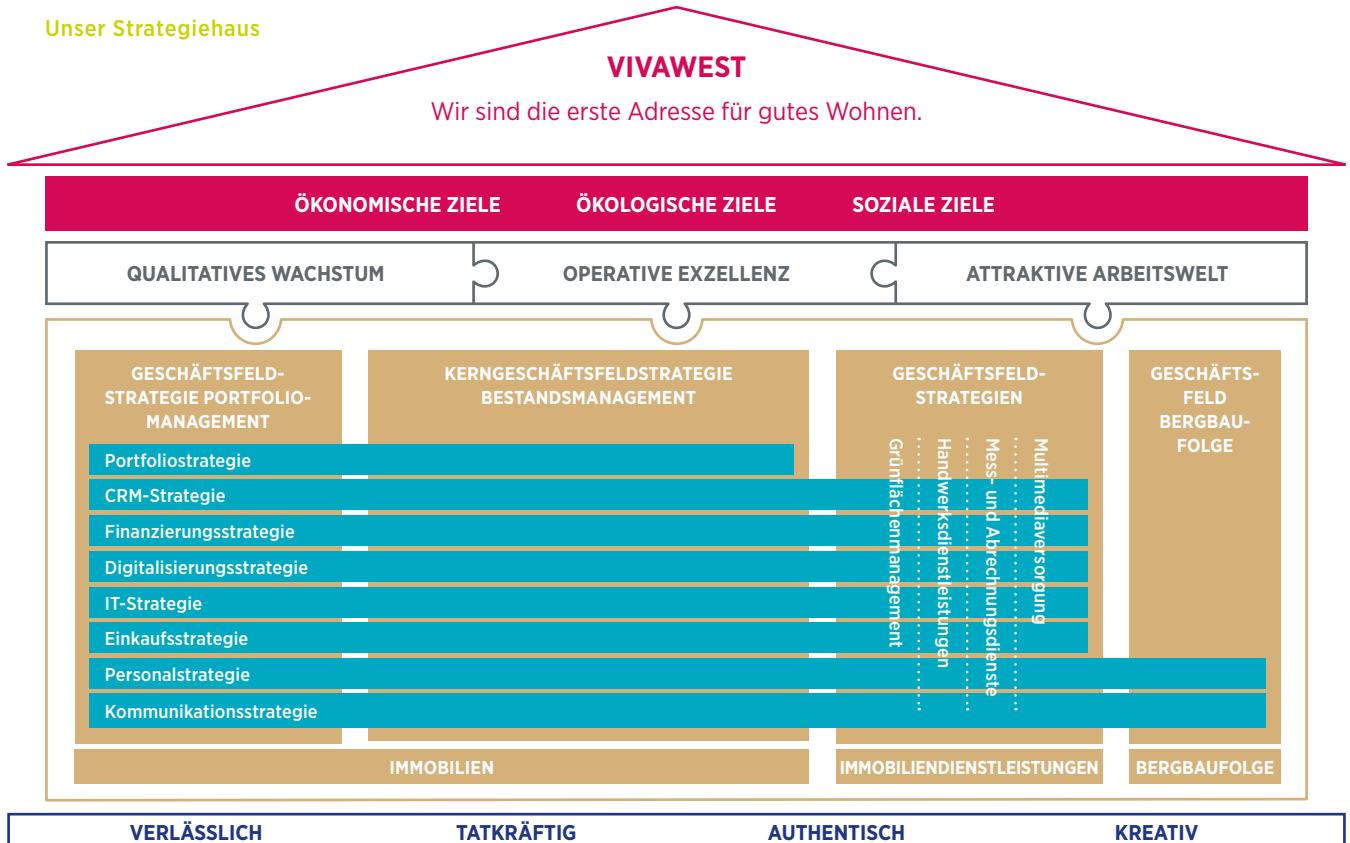 Unser Strategiehaus
VIVAWEST
Wir sind die erste Adresse für gutes Wohnen.
ÖKONOMISCHE ZIELE ÖKOLOGISCHE ZIELE SOZIALE ZIELE
QUALITATIVES WACHSTUM OPERATIVE EXZELLENZ ATTRAKTIVE ARBEITSWELT
GESCHÄFTSFELD-
STRATEGIE PORTFOLIO-
MANAGEMENT
KERNGESCHÄFTSFELDSTRATEGIE
BESTANDSMANAGEMENT
GESCHÄFTSFELD-
STRATEGIEN
GESCHÄFTS-
FELD
BERGBAU-
FOLGE
Portfoliostrategie
CRM-Strategie
Finanzierungsstrategie
Digitalisierungsstrategie
IT-Strategie
Einkaufsstrategie
Personalstrategie
Kommunikationsstrategie
Grünflächenmanagement
Handwerksdienstleistungen
Mess- und Abrechnungsdienste
Multimediaversorgung
IMMOBILIEN IMMOBILIENDIENSTLEISTUNGEN BERGBAUFOLGE
VERLÄSSLICH TATKRÄFTIG AUTHENTISCH KREATIV